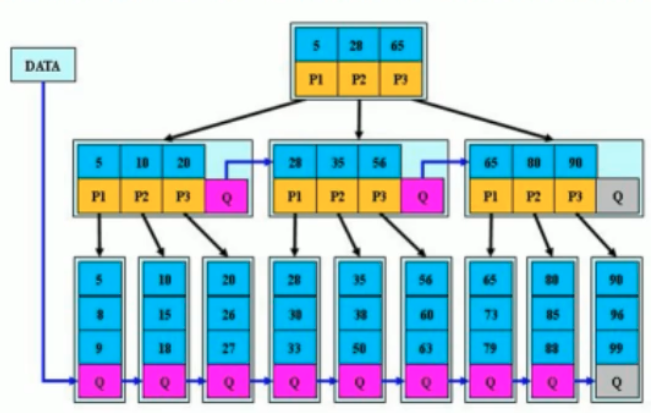 5 28 65
DATA
P1 P2 P3
5 10 20
28 35 56
65 80 90
P1 P2 P3 Q
P1 P2 P3 Q
P1 P2 P3 Q
5 10 20 28 35 56 65 80 90
8 15 26 30 38 60 73 85 96
9 18 27 33 50 63 79 88 99
Q Q Q Q Q Q Q Q Q